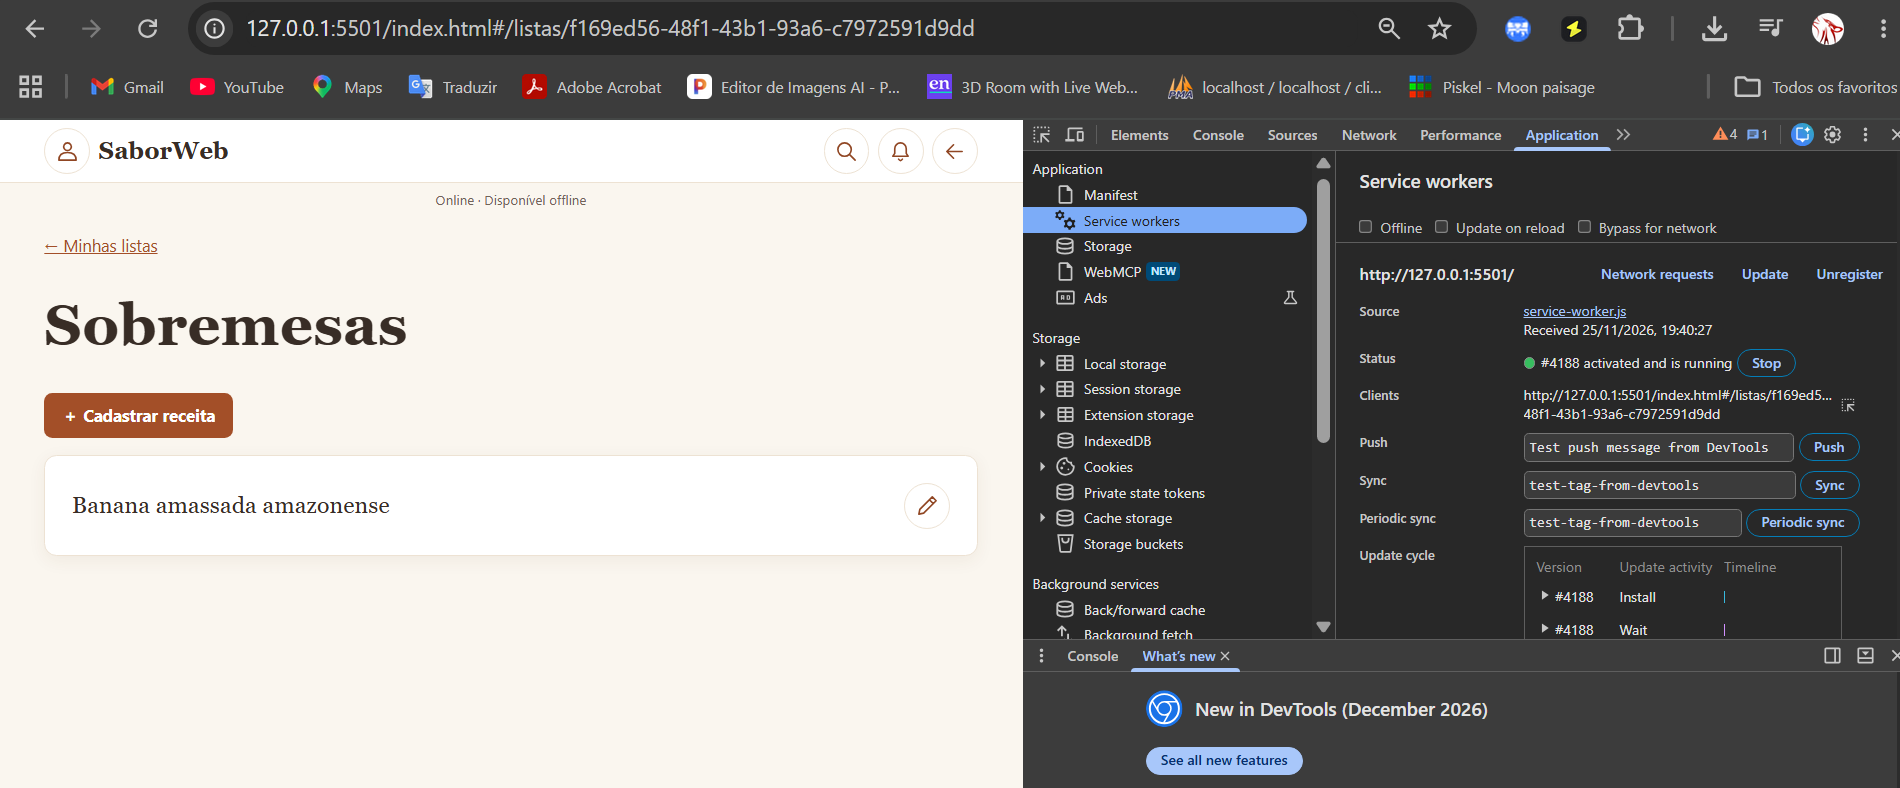 127.0.0.1:5501/index.html#/listas/f169ed56-48f1-43b1-93a6-c7972591d9dd
Gmail YouTube Maps Traduzir Adobe Acrobat Editor de Imagens AI - P... 3D Room with Live Web... localhost / localhost / cli... Piskel - Moon paisage Todos os favoritos
SaborWeb
Online · Disponível offline
← Minhas listas
Sobremesas
+ Cadastrar receita
Banana amassada amazonense
Elements Console Sources Network Performance Application 4 1
Application
Manifest
Service workers
Storage
WebMCP NEW
Ads
Storage
Local storage
Session storage
Extension storage
IndexedDB
Cookies
Private state tokens
Cache storage
Storage buckets
Background services
Back/forward cache
Background fetch
Service workers
Offline Update on reload Bypass for network
http://127.0.0.1:5501/ Network requests Update Unregister
Source service-worker.js
Received 25/11/2026, 19:40:27
Status #4188 activated and is running Stop
Clients http://127.0.0.1:5501/index.html#/listas/f169ed5...
48f1-43b1-93a6-c7972591d9dd
Push Test push message from DevTools Push
Sync test-tag-from-devtools Sync
Periodic sync test-tag-from-devtools Periodic sync
Update cycle
Version Update activity Timeline
#4188 Install
#4188 Wait
Console What's new
New in DevTools (December 2026)
See all new features